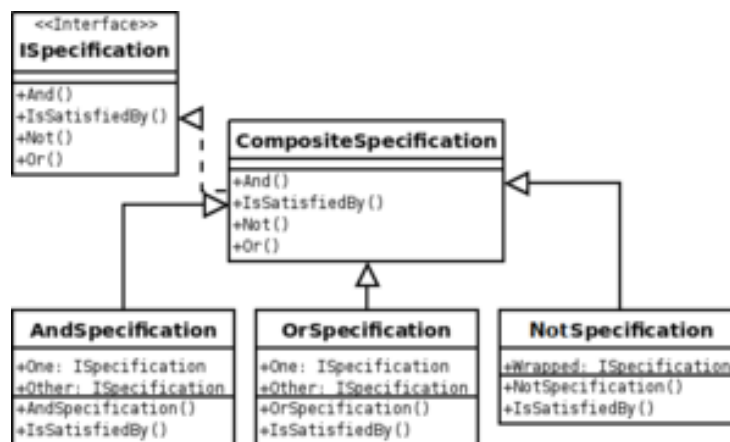 <<Interface>>
ISpecification
+And()
+IsSatisfiedBy()
+Not()
+Or()
CompositeSpecification
+And()
+IsSatisfiedBy()
+Not()
+Or()
AndSpecification
+One: ISpecification
+Other: ISpecification
+AndSpecification()
+IsSatisfiedBy()
OrSpecification
+One: ISpecification
+Other: ISpecification
+OrSpecification()
+IsSatisfiedBy()
NotSpecification
+Wrapped: ISpecification
+NotSpecification()
+IsSatisfiedBy()